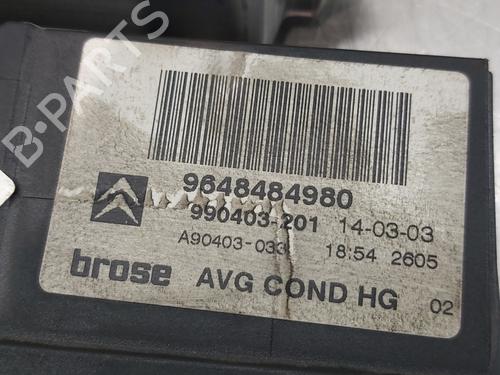 B-PARTS
9648484980
990403-201 14-03-03
A90403-033 18:54 2605
brose AVG COND HG 02